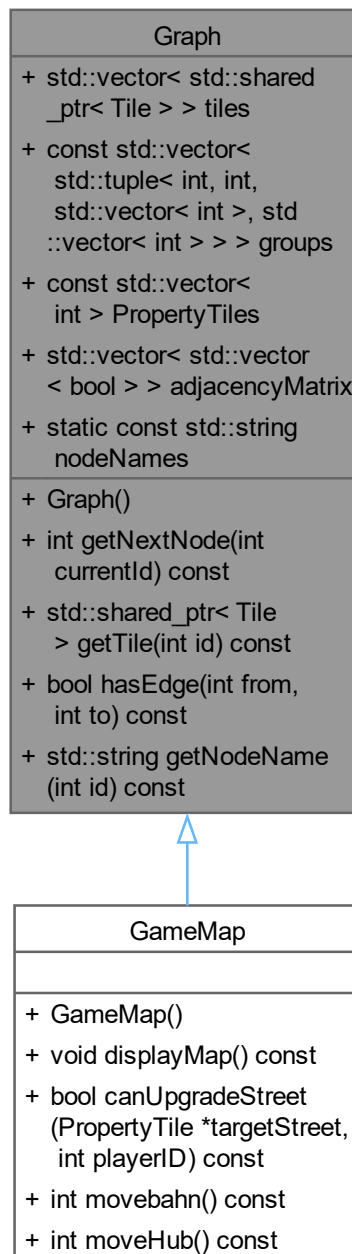 Graph
+ std::vector< std::shared
_ptr< Tile > > tiles
+ const std::vector<
std::tuple< int, int,
std::vector< int >, std
::vector< int > > > groups
+ const std::vector<
int > PropertyTiles
+ std::vector< std::vector
< bool > > adjacencyMatrix
+ static const std::string
nodeNames
+ Graph()
+ int getNextNode(int
currentId) const
+ std::shared_ptr< Tile
> getTile(int id) const
+ bool hasEdge(int from,
int to) const
+ std::string getNodeName
(int id) const
GameMap
+ GameMap()
+ void displayMap() const
+ bool canUpgradeStreet
(PropertyTile *targetStreet,
int playerID) const
+ int movebahn() const
+ int moveHub() const